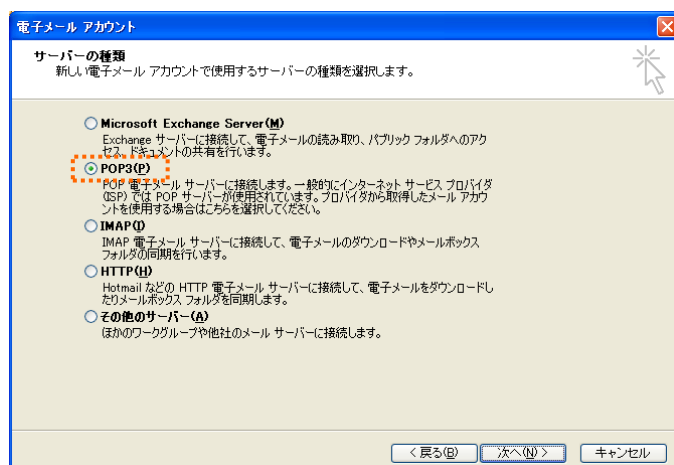 電子メール アカウント
サーバーの種類
新しい電子メール アカウントで使用するサーバーの種類を選択します。
Microsoft Exchange Server(M)
Exchange サーバーに接続して、電子メールの読み取り、パブリック フォルダへのアク
セス、ドキュメントの共有を行います。
POP3(P)
POP 電子メール サーバーに接続します。一般的にインターネット サービス プロバイダ
(ISP) では POP サーバーが使用されています。プロバイダから取得したメール アカウ
ントを使用する場合はこちらを選択してください。
IMAP(I)
IMAP 電子メール サーバーに接続して、電子メールのダウンロードやメールボックス
フォルダの同期を行います。
HTTP(H)
Hotmail などの HTTP 電子メール サーバーに接続して、電子メールをダウンロードし
たりメールボックス フォルダを同期します。
その他のサーバー(A)
ほかのワークグループや他社のメール サーバーに接続します。
< 戻る(B) 次へ(N) > キャンセル